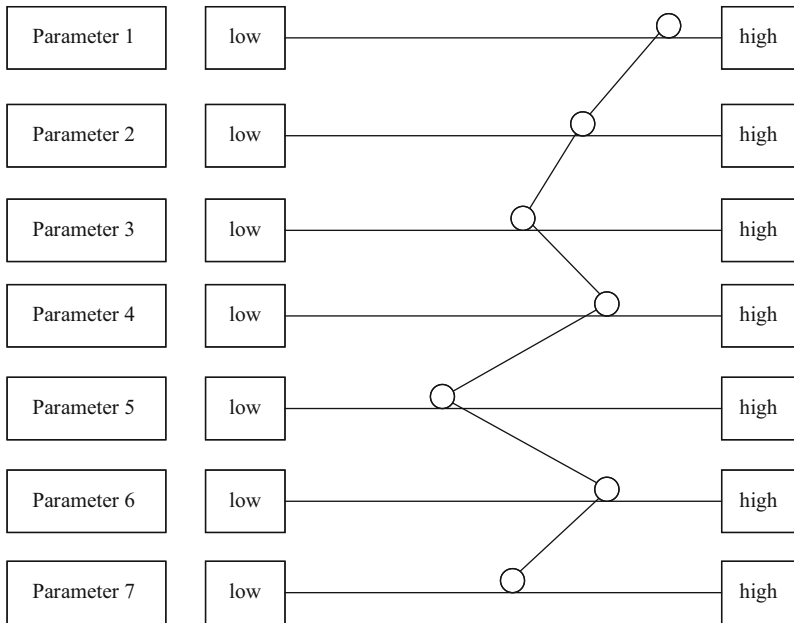 Parameter 1 low high
Parameter 2 low high
Parameter 3 low high
Parameter 4 low high
Parameter 5 low high
Parameter 6 low high
Parameter 7 low high